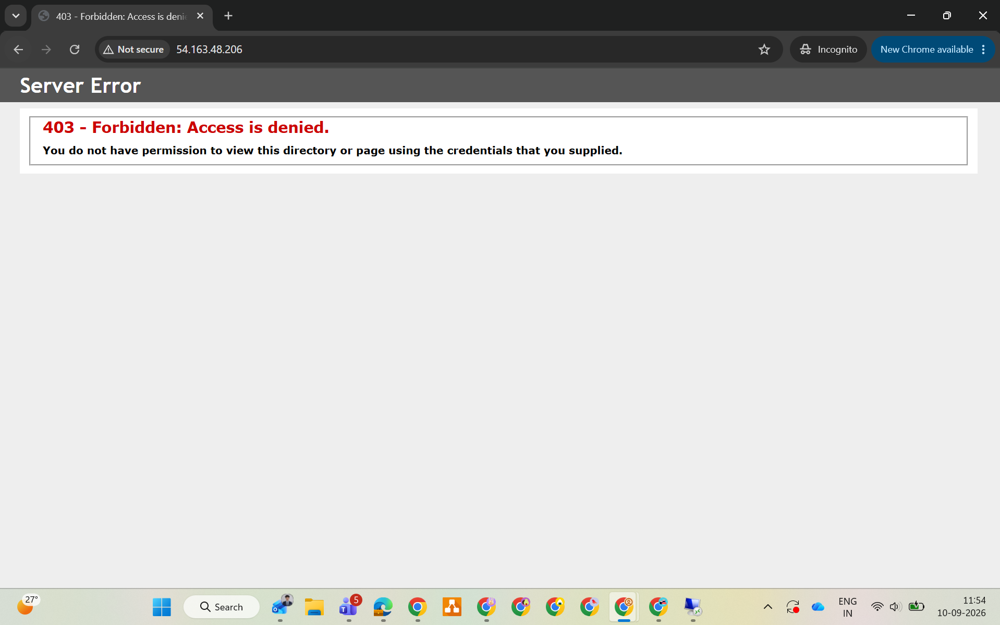 403 - Forbidden: Access is deni
Not secure
54.163.48.206
Incognito
New Chrome available
Server Error
403 - Forbidden: Access is denied.
You do not have permission to view this directory or page using the credentials that you supplied.
27°
Search
5
ENG
IN
11:54
10-09-2026